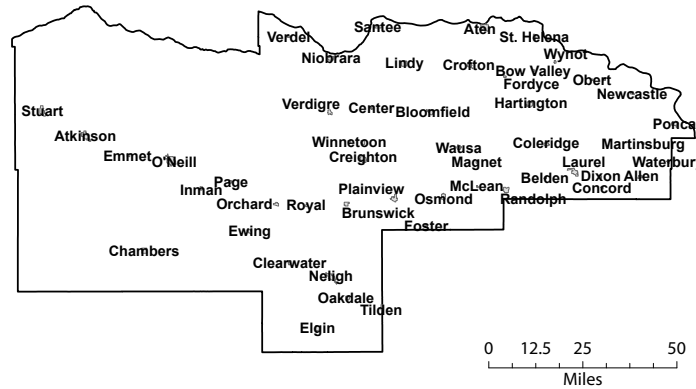 Santee
Aten
Verdel
St. Helena
Niobrara
Wynot
Lindy
Crofton
Bow Valley
Obert
Fordyce
Newcastle
Verdigre
Center
Bloomfield
Hartington
Stuart
Ponca
Atkinson
Winnetoon
Wausa
Coleridge
Martinsburg
Emmet
O'Neill
Creighton
Magnet
Laurel
Waterbury
Inman
Page
Plainview
McLean
Belden
Dixon
Allen
Concord
Orchard
Royal
Brunswick
Osmond
Randolph
Ewing
Foster
Chambers
Clearwater
Neligh
Oakdale
Tilden
Elgin
0 12.5 25 50
Miles